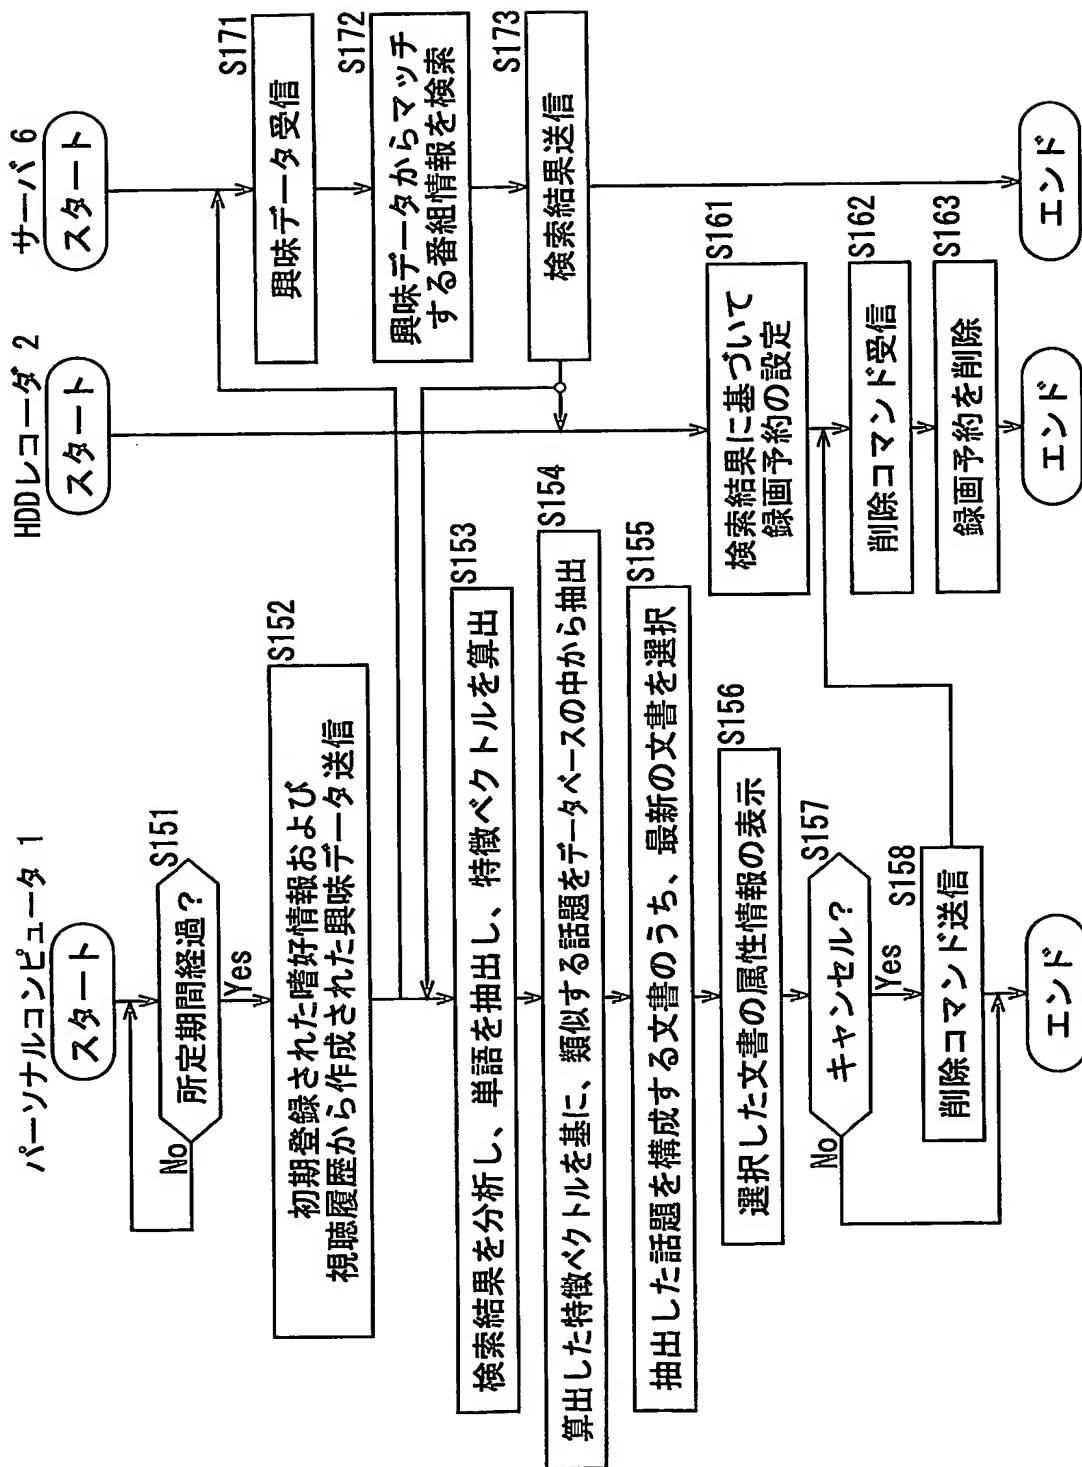 パーソナルコンピュータ 1
スタート
所定期間経過?
S151
No
Yes
初期登録された嗜好情報および
視聴履歴から作成された興味データ送信
S152
検索結果を分析し、単語を抽出し、特徴ベクトルを算出
S153
算出した特徴ベクトルを基に、類似する話題をデータベースの中から抽出
S154
抽出した話題を構成する文書のうち、最新の文書を選択
S155
選択した文書の属性情報の表示
S156
キャンセル?
S157
No
Yes
削除コマンド送信
S158
エンド
HDDレコーダ 2
スタート
検索結果に基づいて
録画予約の設定
S161
削除コマンド受信
S162
録画予約を削除
S163
エンド
サーバ 6
スタート
興味データ受信
S171
興味データからマッチ
する番組情報を検索
S172
検索結果送信
S173
エンド